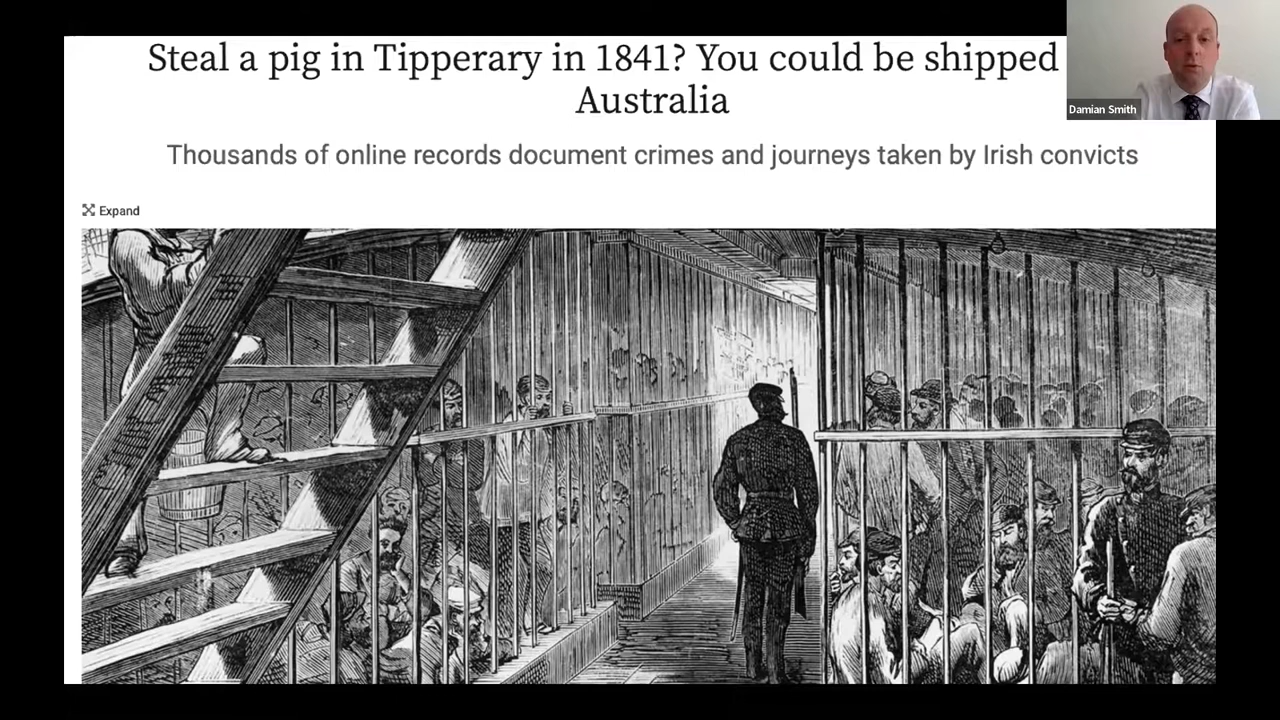 Steal a pig in Tipperary in 1841? You could be shipped
Australia
Thousands of online records document crimes and journeys taken by Irish convicts
Expand
Damian Smith